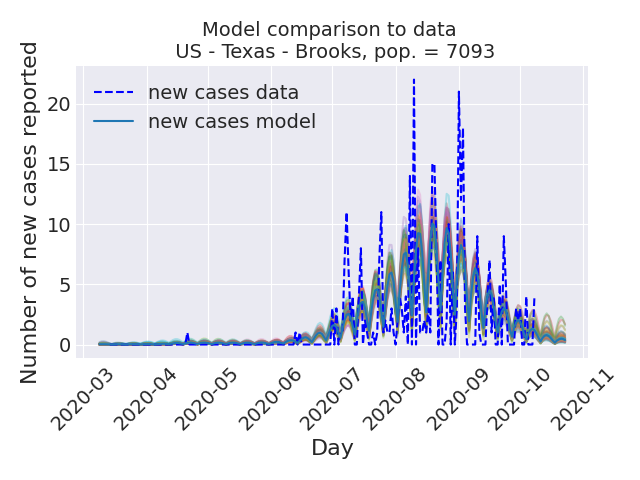 Model comparison to data
US - Texas - Brooks, pop. = 7093
new cases data
new cases model
Number of new cases reported
20
15
10
5
0
2020-03
2020-04
2020-05
2020-06
2020-07
2020-08
2020-09
2020-10
2020-11
Day